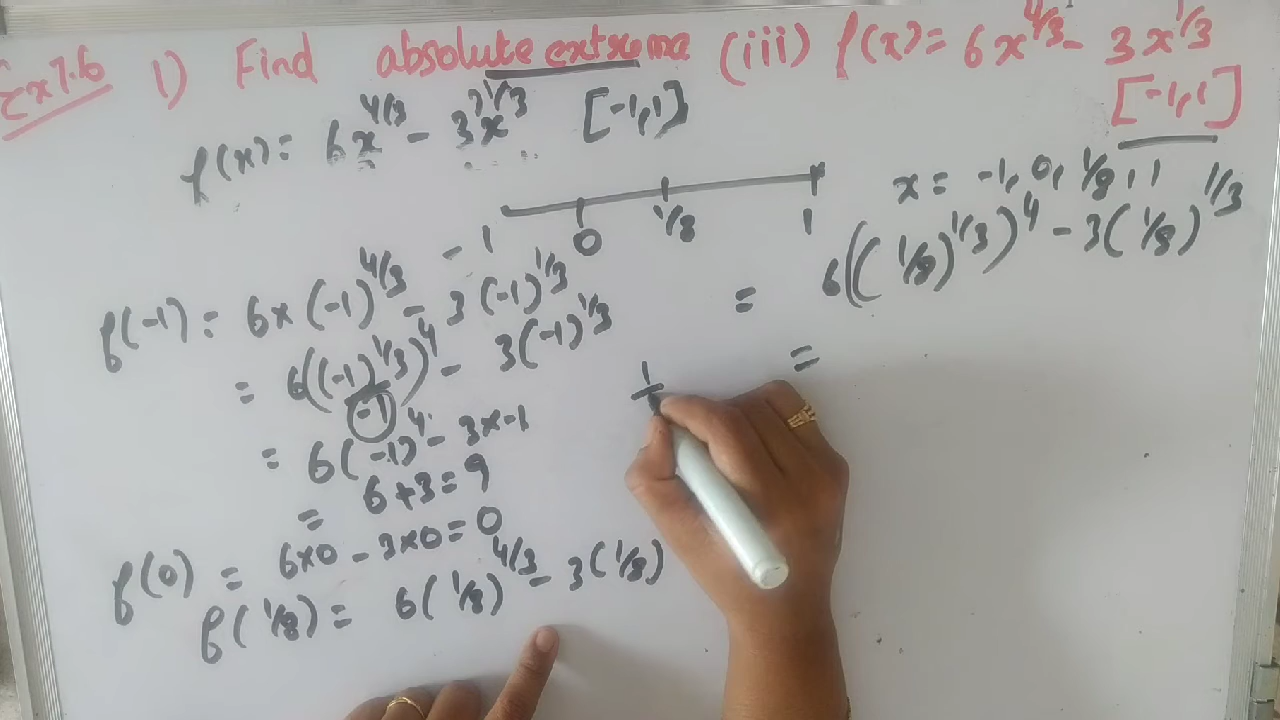 Ex 7.6 1) Find absolute extrema (iii) f(x) = 6x^4/3 - 3x^1/3
[-1,1]
f(x) = 6x^4/3 - 3x^1/3 [-1,1]
-1 0 1/8 1
x = -1, 0, 1/8, 1
f(-1) = 6×(-1)^4/3 - 3(-1)^1/3
= 6((-1)^1/3)^4 - 3(-1)^1/3
-1
= 6(-1)^4 - 3×-1
= 6+3 = 9
f(0) = 6×0 - 3×0 = 0
f(1/8) = 6(1/8)^4/3 - 3(1/8)
= 6((1/8)^1/3)^4 - 3(1/8)^1/3
=
1